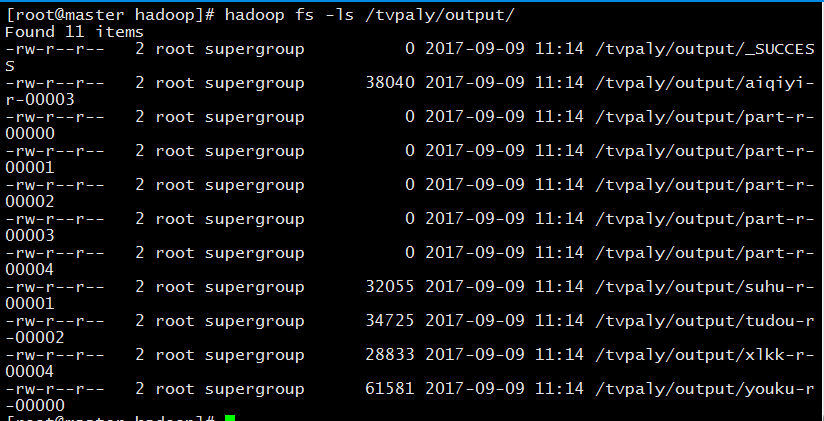 [root@master hadoop]# hadoop fs -ls /tvpaly/output/
Found 11 items
-rw-r--r--   2 root supergroup          0 2017-09-09 11:14 /tvpaly/output/_SUCCES
S
-rw-r--r--   2 root supergroup      38040 2017-09-09 11:14 /tvpaly/output/aiqiyi-
r-00003
-rw-r--r--   2 root supergroup          0 2017-09-09 11:14 /tvpaly/output/part-r-
00000
-rw-r--r--   2 root supergroup          0 2017-09-09 11:14 /tvpaly/output/part-r-
00001
-rw-r--r--   2 root supergroup          0 2017-09-09 11:14 /tvpaly/output/part-r-
00002
-rw-r--r--   2 root supergroup          0 2017-09-09 11:14 /tvpaly/output/part-r-
00003
-rw-r--r--   2 root supergroup          0 2017-09-09 11:14 /tvpaly/output/part-r-
00004
-rw-r--r--   2 root supergroup      32055 2017-09-09 11:14 /tvpaly/output/suhu-r-
00001
-rw-r--r--   2 root supergroup      34725 2017-09-09 11:14 /tvpaly/output/tudou-r
-00002
-rw-r--r--   2 root supergroup      28833 2017-09-09 11:14 /tvpaly/output/xlkk-r-
00004
-rw-r--r--   2 root supergroup      61581 2017-09-09 11:14 /tvpaly/output/youku-r
-00000
[root@master hadoop]#